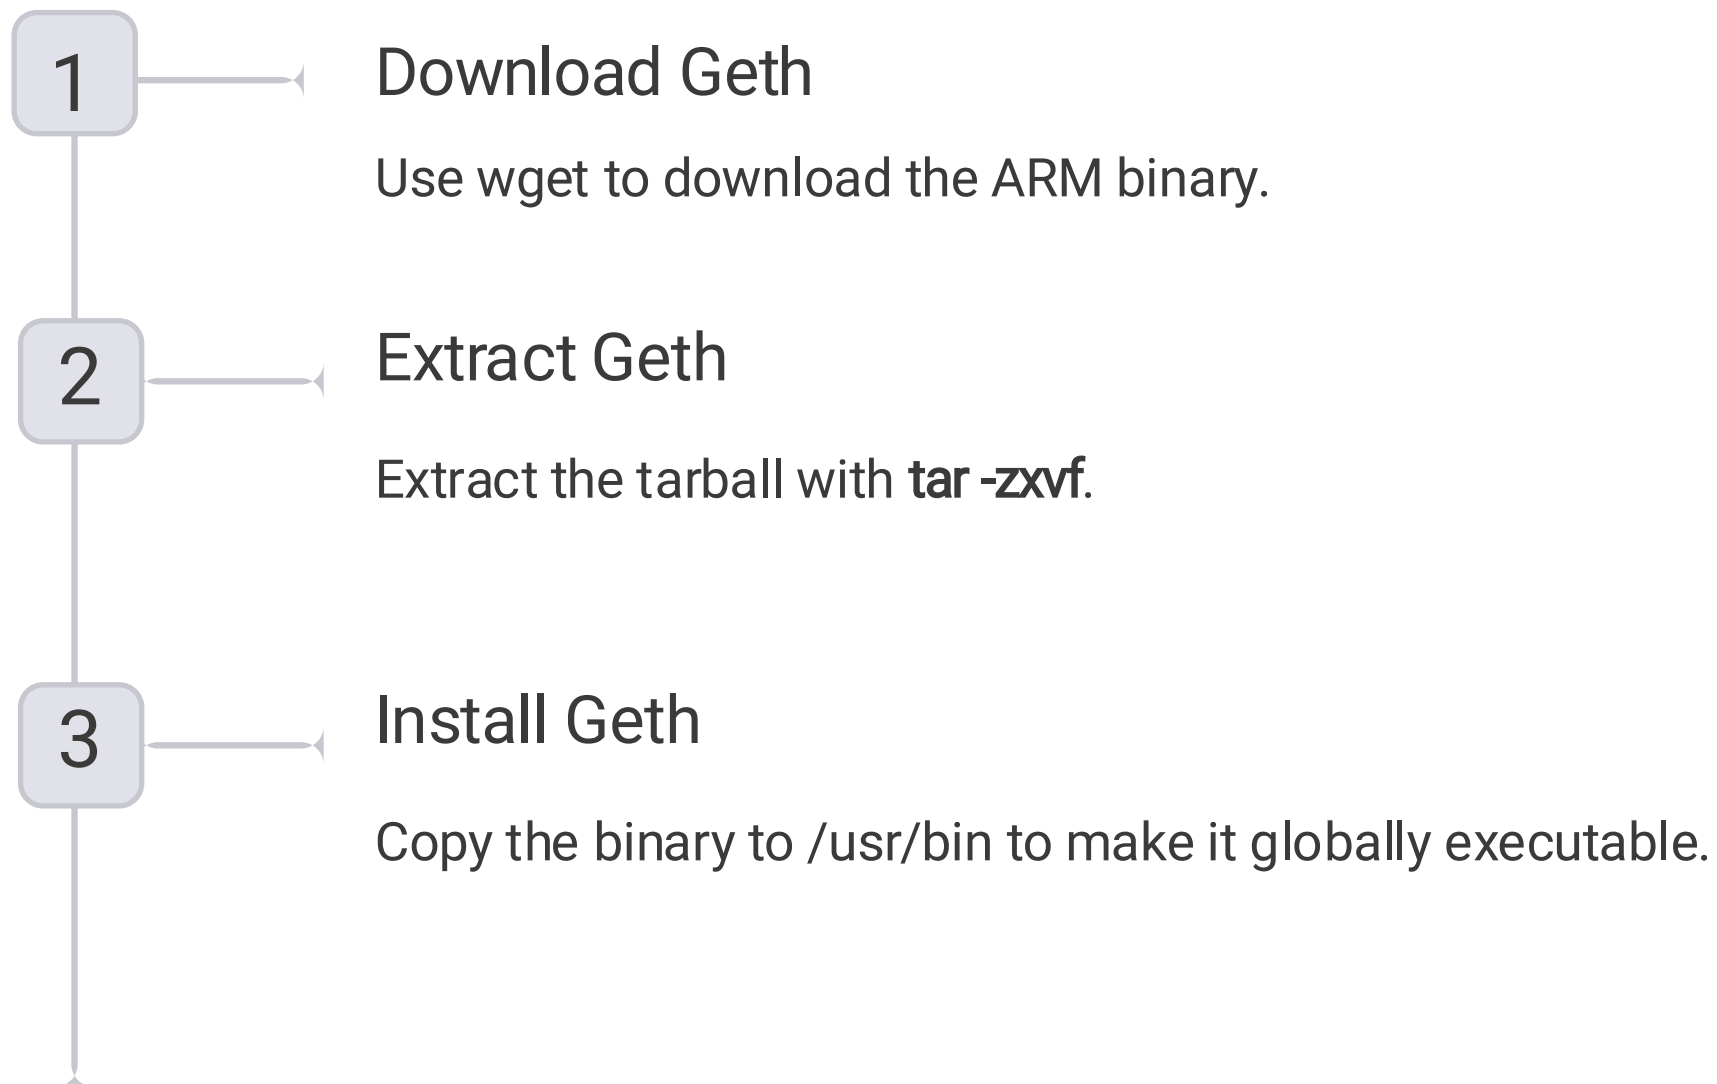 1
Download Geth
Use wget to download the ARM binary.
2
Extract Geth
Extract the tarball with tar -zxvf.
3
Install Geth
Copy the binary to /usr/bin to make it globally executable.